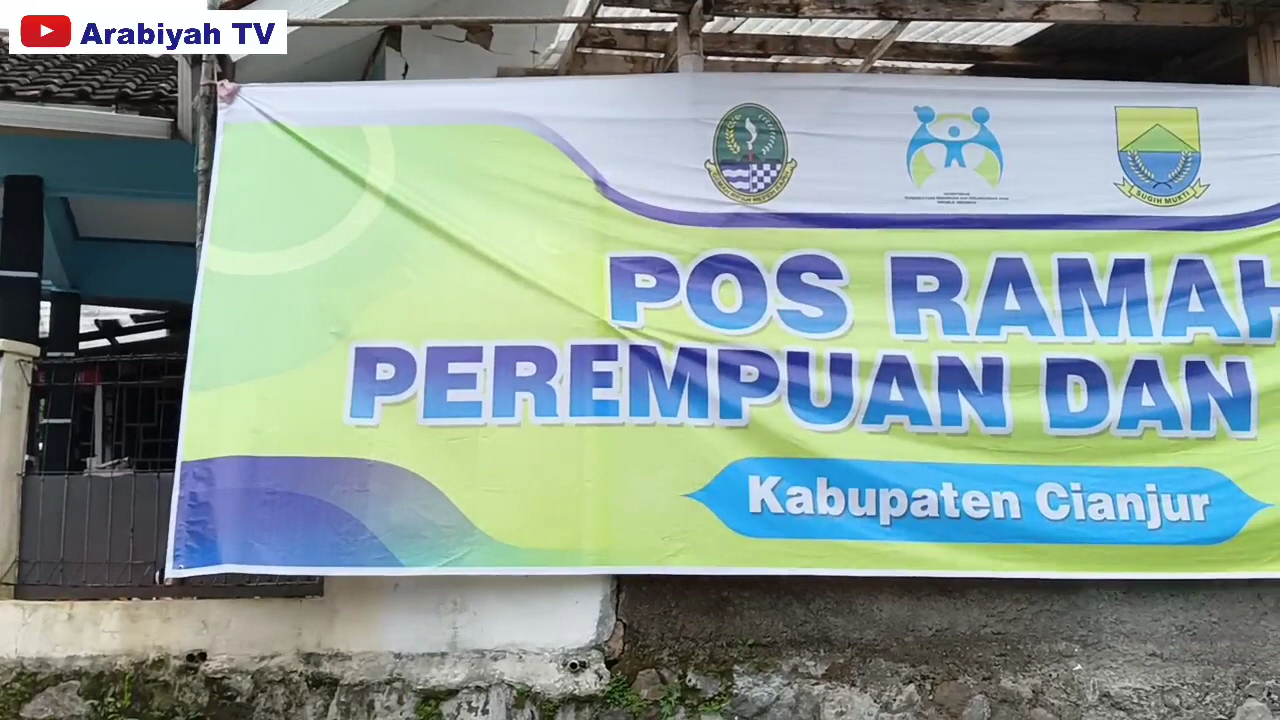 Arabiyah TV
SUGIH MUKTI
POS RAMAH
PEREMPUAN DAN
Kabupaten Cianjur